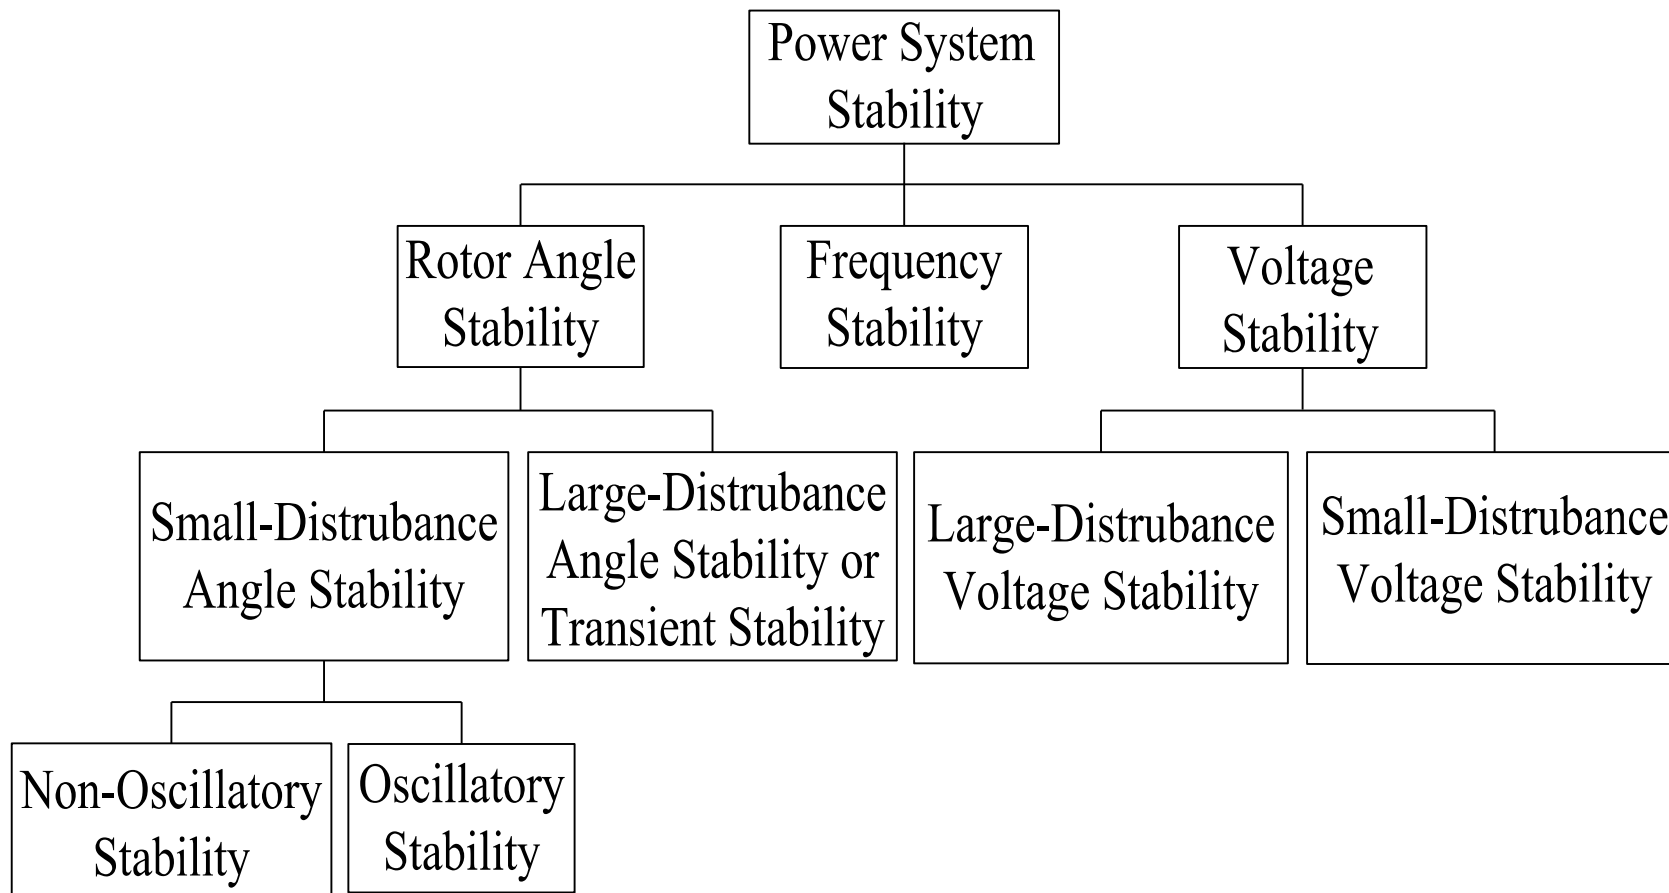 Power System
Stability
Rotor Angle
Stability
Frequency
Stability
Voltage
Stability
Small-Distrubance
Angle Stability
Large-Distrubance
Angle Stability or
Transient Stability
Large-Distrubance
Voltage Stability
Small-Distrubance
Voltage Stability
Non-Oscillatory
Stability
Oscillatory
Stability